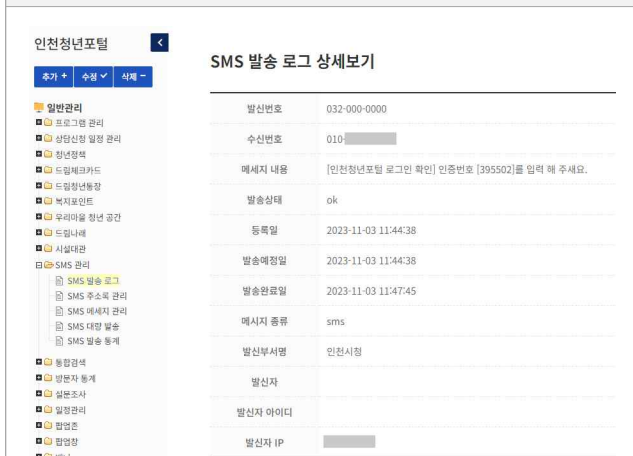 인천청년포털
추가 + 수정 삭제 -
일반관리
프로그램 관리
상담신청 일정 관리
청년정책
드림체크카드
드림청년통장
복지포인트
우리마을 청년 공간
드림나래
시설대관
SMS 관리
SMS 발송 로그
SMS 주소록 관리
SMS 메세지 관리
SMS 대량 발송
SMS 발송 통계
통합검색
방문자 통계
설문조사
일정관리
팝업존
팝업창
SMS 발송 로그 상세보기
발신번호 032-000-0000
수신번호 010-
메세지 내용 [인천청년포털 로그인 확인] 인증번호 [395502]를 입력 해 주세요.
발송상태 ok
등록일 2023-11-03 11:44:38
발송예정일 2023-11-03 11:44:38
발송완료일 2023-11-03 11:47:45
메시지 종류 sms
발신부서명 인천시청
발신자
발신자 아이디
발신자 IP